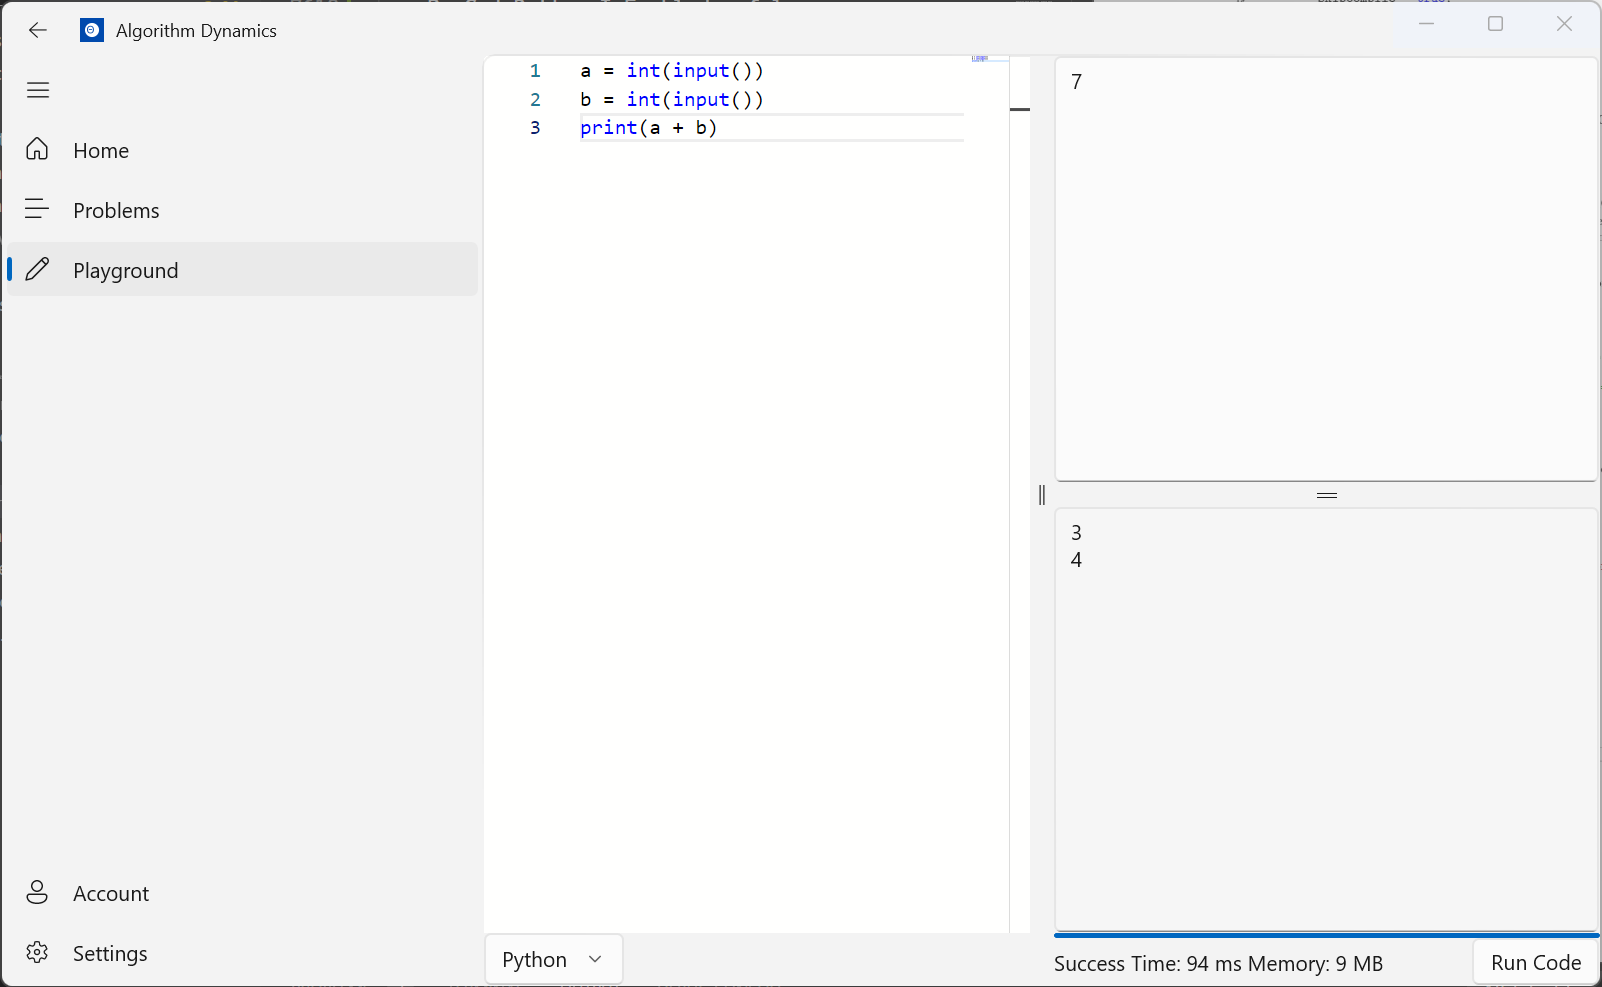 Algorithm Dynamics
Home
Problems
Playground
Account
Settings
1 a = int(input())
2 b = int(input())
3 print(a + b)
Python
7
3
4
Success Time: 94 ms Memory: 9 MB
Run Code